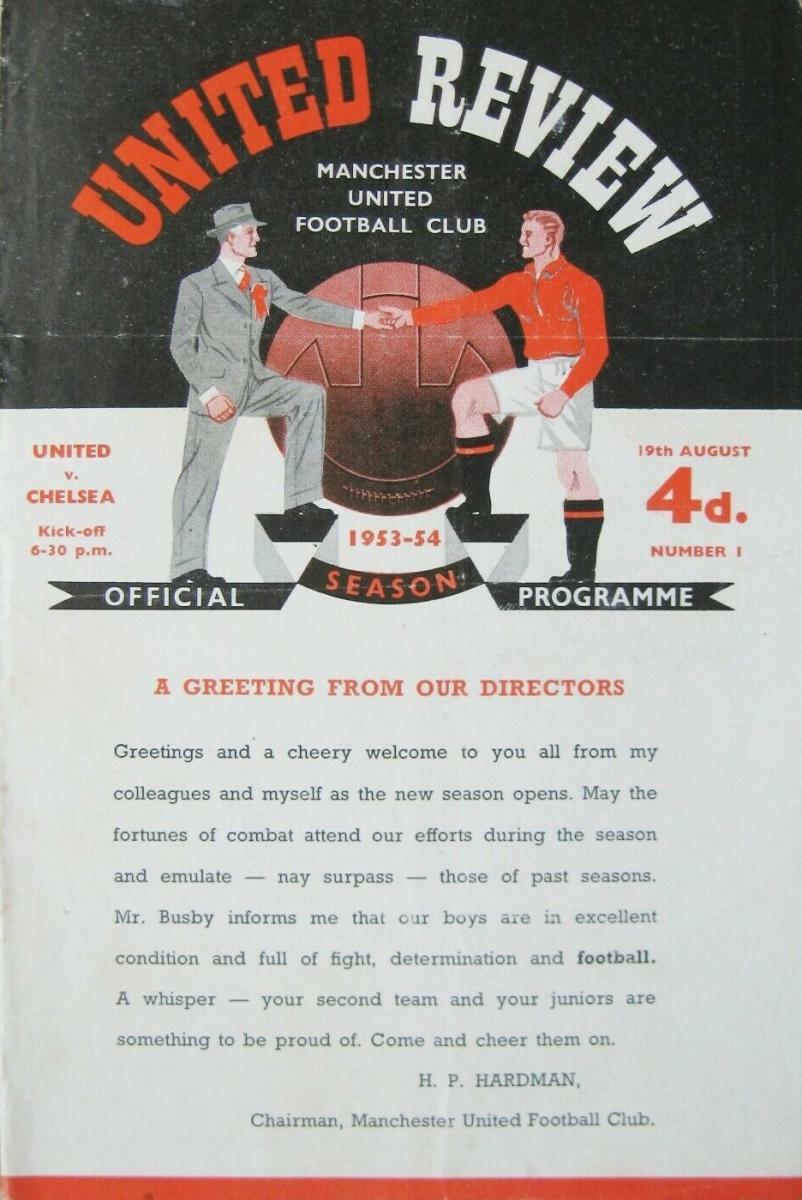 UNITED REVIEW
MANCHESTER
UNITED
FOOTBALL CLUB
UNITED
v.
CHELSEA
Kick-off
6-30 p.m.
19th AUGUST
4d.
NUMBER 1
1953-54
SEASON
OFFICIAL
PROGRAMME
A GREETING FROM OUR DIRECTORS
Greetings and a cheery welcome to you all from my
colleagues and myself as the new season opens. May the
fortunes of combat attend our efforts during the season
and emulate — nay surpass — those of past seasons.
Mr. Busby informs me that our boys are in excellent
condition and full of fight, determination and football.
A whisper — your second team and your juniors are
something to be proud of. Come and cheer them on.
H. P. HARDMAN,
Chairman, Manchester United Football Club.